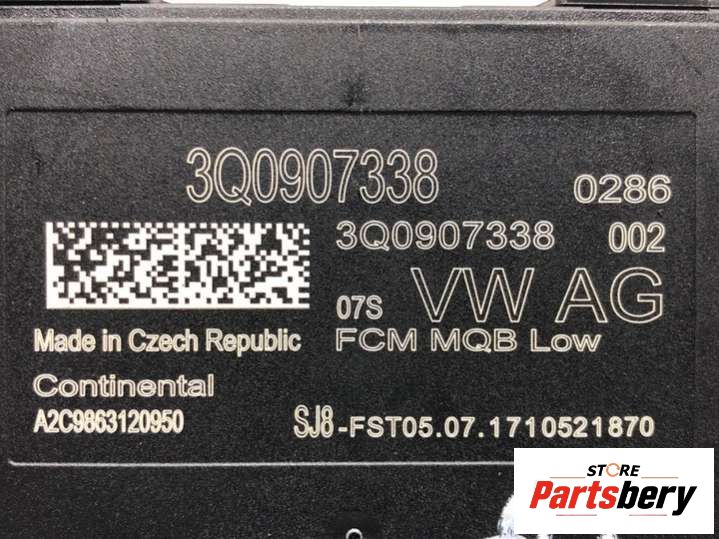 3Q0907338 0286
3Q0907338 002
07S VW AG
Made in Czech Republic FCM MQB Low
Continental
A2C9863120950 SJ8-FST05.07.1710521870
STORE
Partsbery